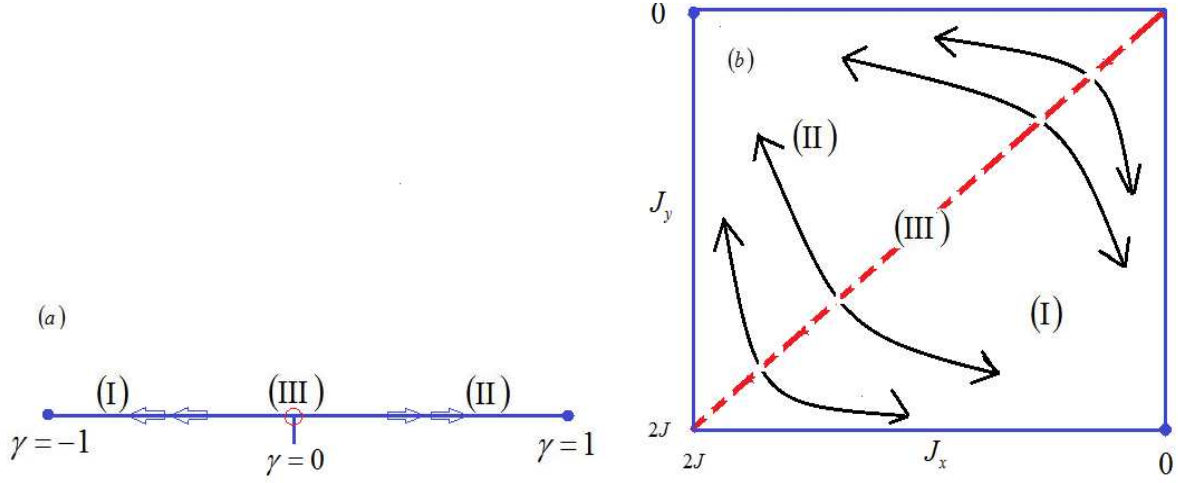 (a)
(I)
(III)
(II)
γ = −1
γ = 0
γ = 1
0
(b)
(II)
J_y
(III)
(I)
2J
2J
J_x
0